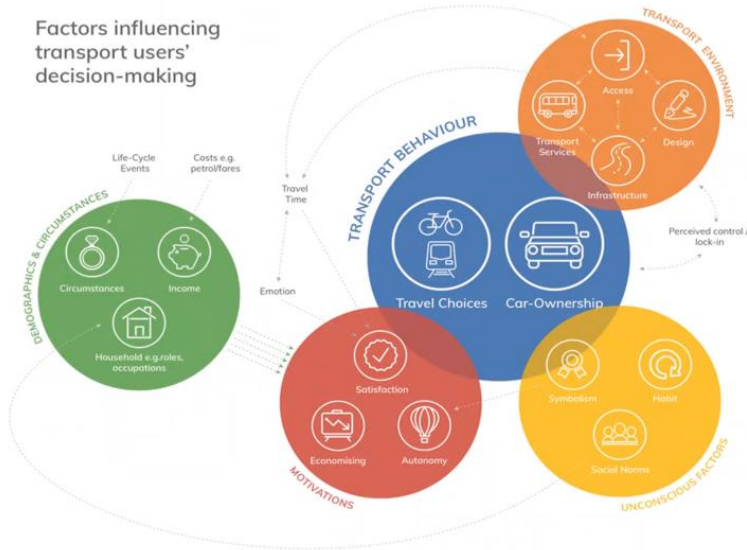 Factors influencing
transport users'
decision-making
TRANSPORT ENVIRONMENT
Access
Transport
Services
Design
Infrastructure
Life-Cycle
Events
Costs e.g.
petrol/fares
TRANSPORT BEHAVIOUR
Travel
Time
Perceived control /
lock-in
DEMOGRAPHICS & CIRCUMSTANCES
Circumstances
Income
Emotion
Travel Choices
Car-Ownership
Household e.g.roles,
occupations
Satisfaction
Symbolism
Habit
Economising
Autonomy
Social Norms
MOTIVATIONS
UNCONSCIOUS FACTORS